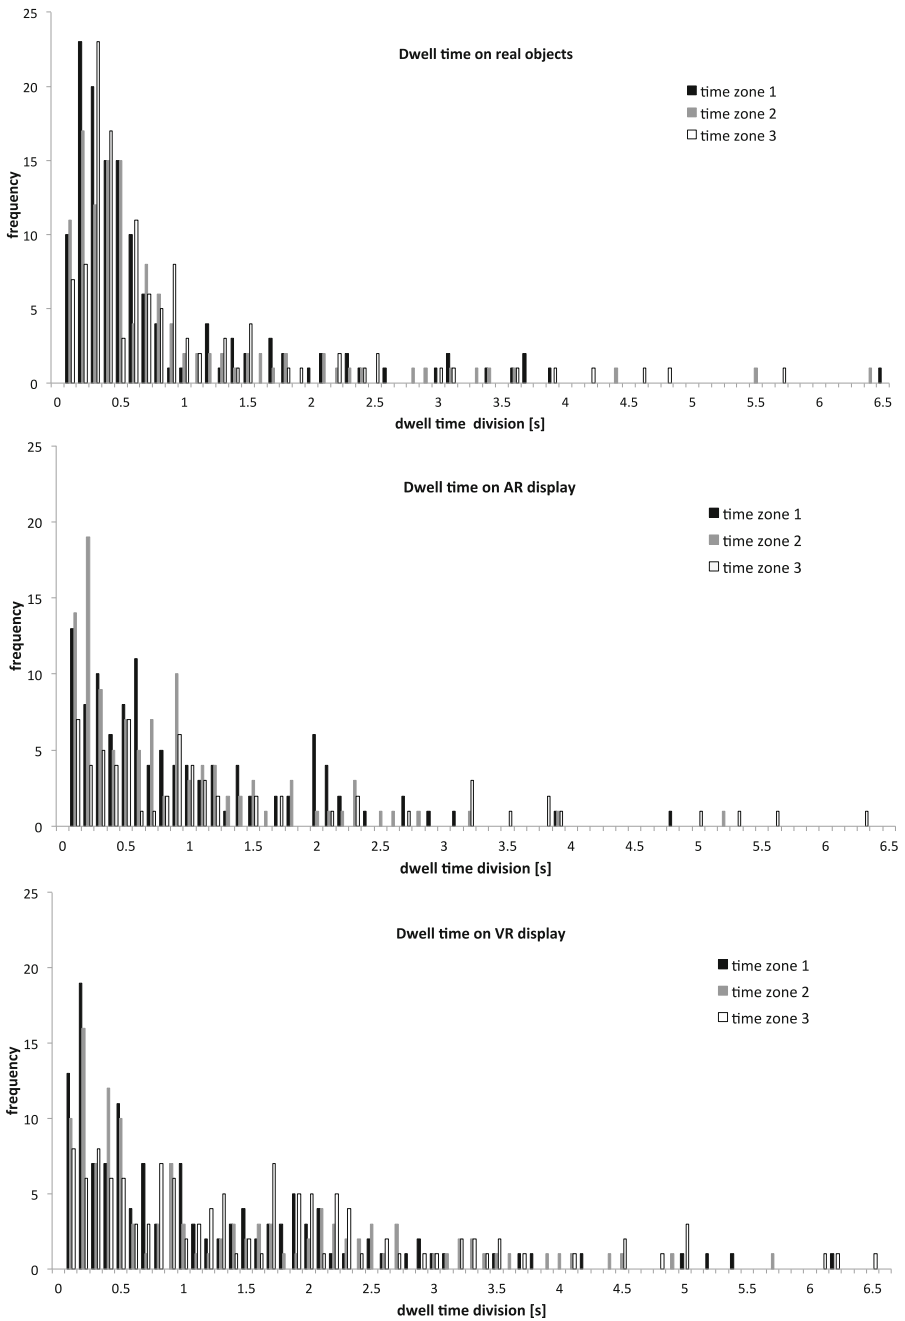 Dwell time on real objects
time zone 1
time zone 2
time zone 3
frequency
25
20
15
10
5
0
0 0.5 1 1.5 2 2.5 3 3.5 4 4.5 5 5.5 6 6.5
dwell time division [s]
Dwell time on AR display
time zone 1
time zone 2
time zone 3
frequency
25
20
15
10
5
0
0 0.5 1 1.5 2 2.5 3 3.5 4 4.5 5 5.5 6 6.5
dwell time division [s]
Dwell time on VR display
time zone 1
time zone 2
time zone 3
frequency
25
20
15
10
5
0
0 0.5 1 1.5 2 2.5 3 3.5 4 4.5 5 5.5 6 6.5
dwell time division [s]